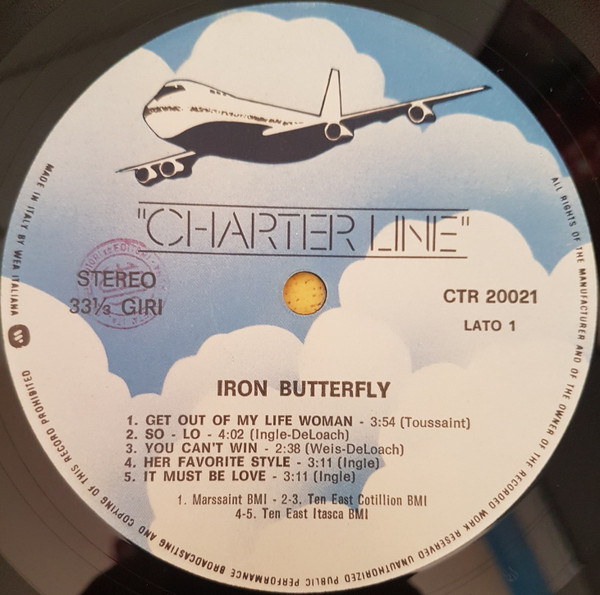 "CHARTER LINE"
STEREO
33⅓ GIRI
CTR 20021
LATO 1
IRON BUTTERFLY
1. GET OUT OF MY LIFE WOMAN - 3:54 (Toussaint)
2. SO - LO - 4:02 (Ingle-DeLoach)
3. YOU CAN'T WIN - 2:38 (Weis-DeLoach)
4. HER FAVORITE STYLE - 3:11 (Ingle)
5. IT MUST BE LOVE - 3:11 (Ingle)
1. Marssaint BMI - 2-3, Ten East Cotillion BMI
4-5. Ten East Itasca BMI
MADE IN ITALY BY WEA ITALIANA
ALL RIGHTS OF THE MANUFACTURER AND OF THE OWNER OF THE RECORDED WORK RESERVED UNAUTHORIZED PUBLIC PERFORMANCE BROADCASTING AND COPYING OF THIS RECORD PROHIBITED